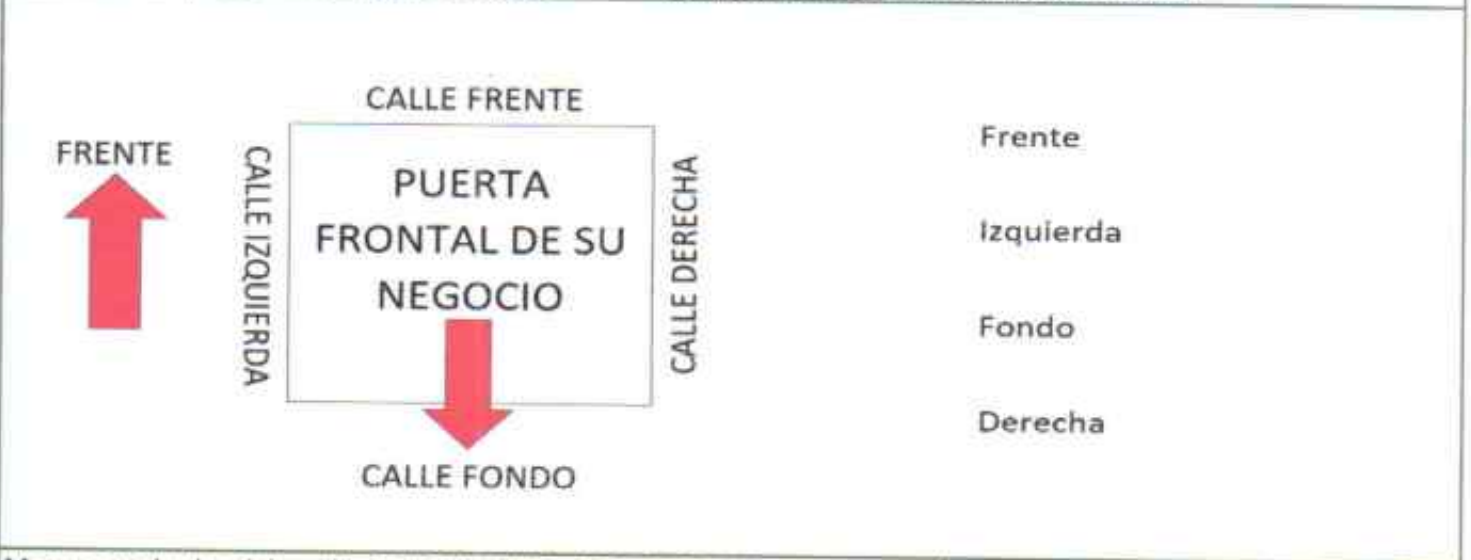 CALLE FRENTE
FRENTE
CALLE IZQUIERDA
PUERTA
FRONTAL DE SU
NEGOCIO
CALLE DERECHA
CALLE FONDO
Frente
Izquierda
Fondo
Derecha